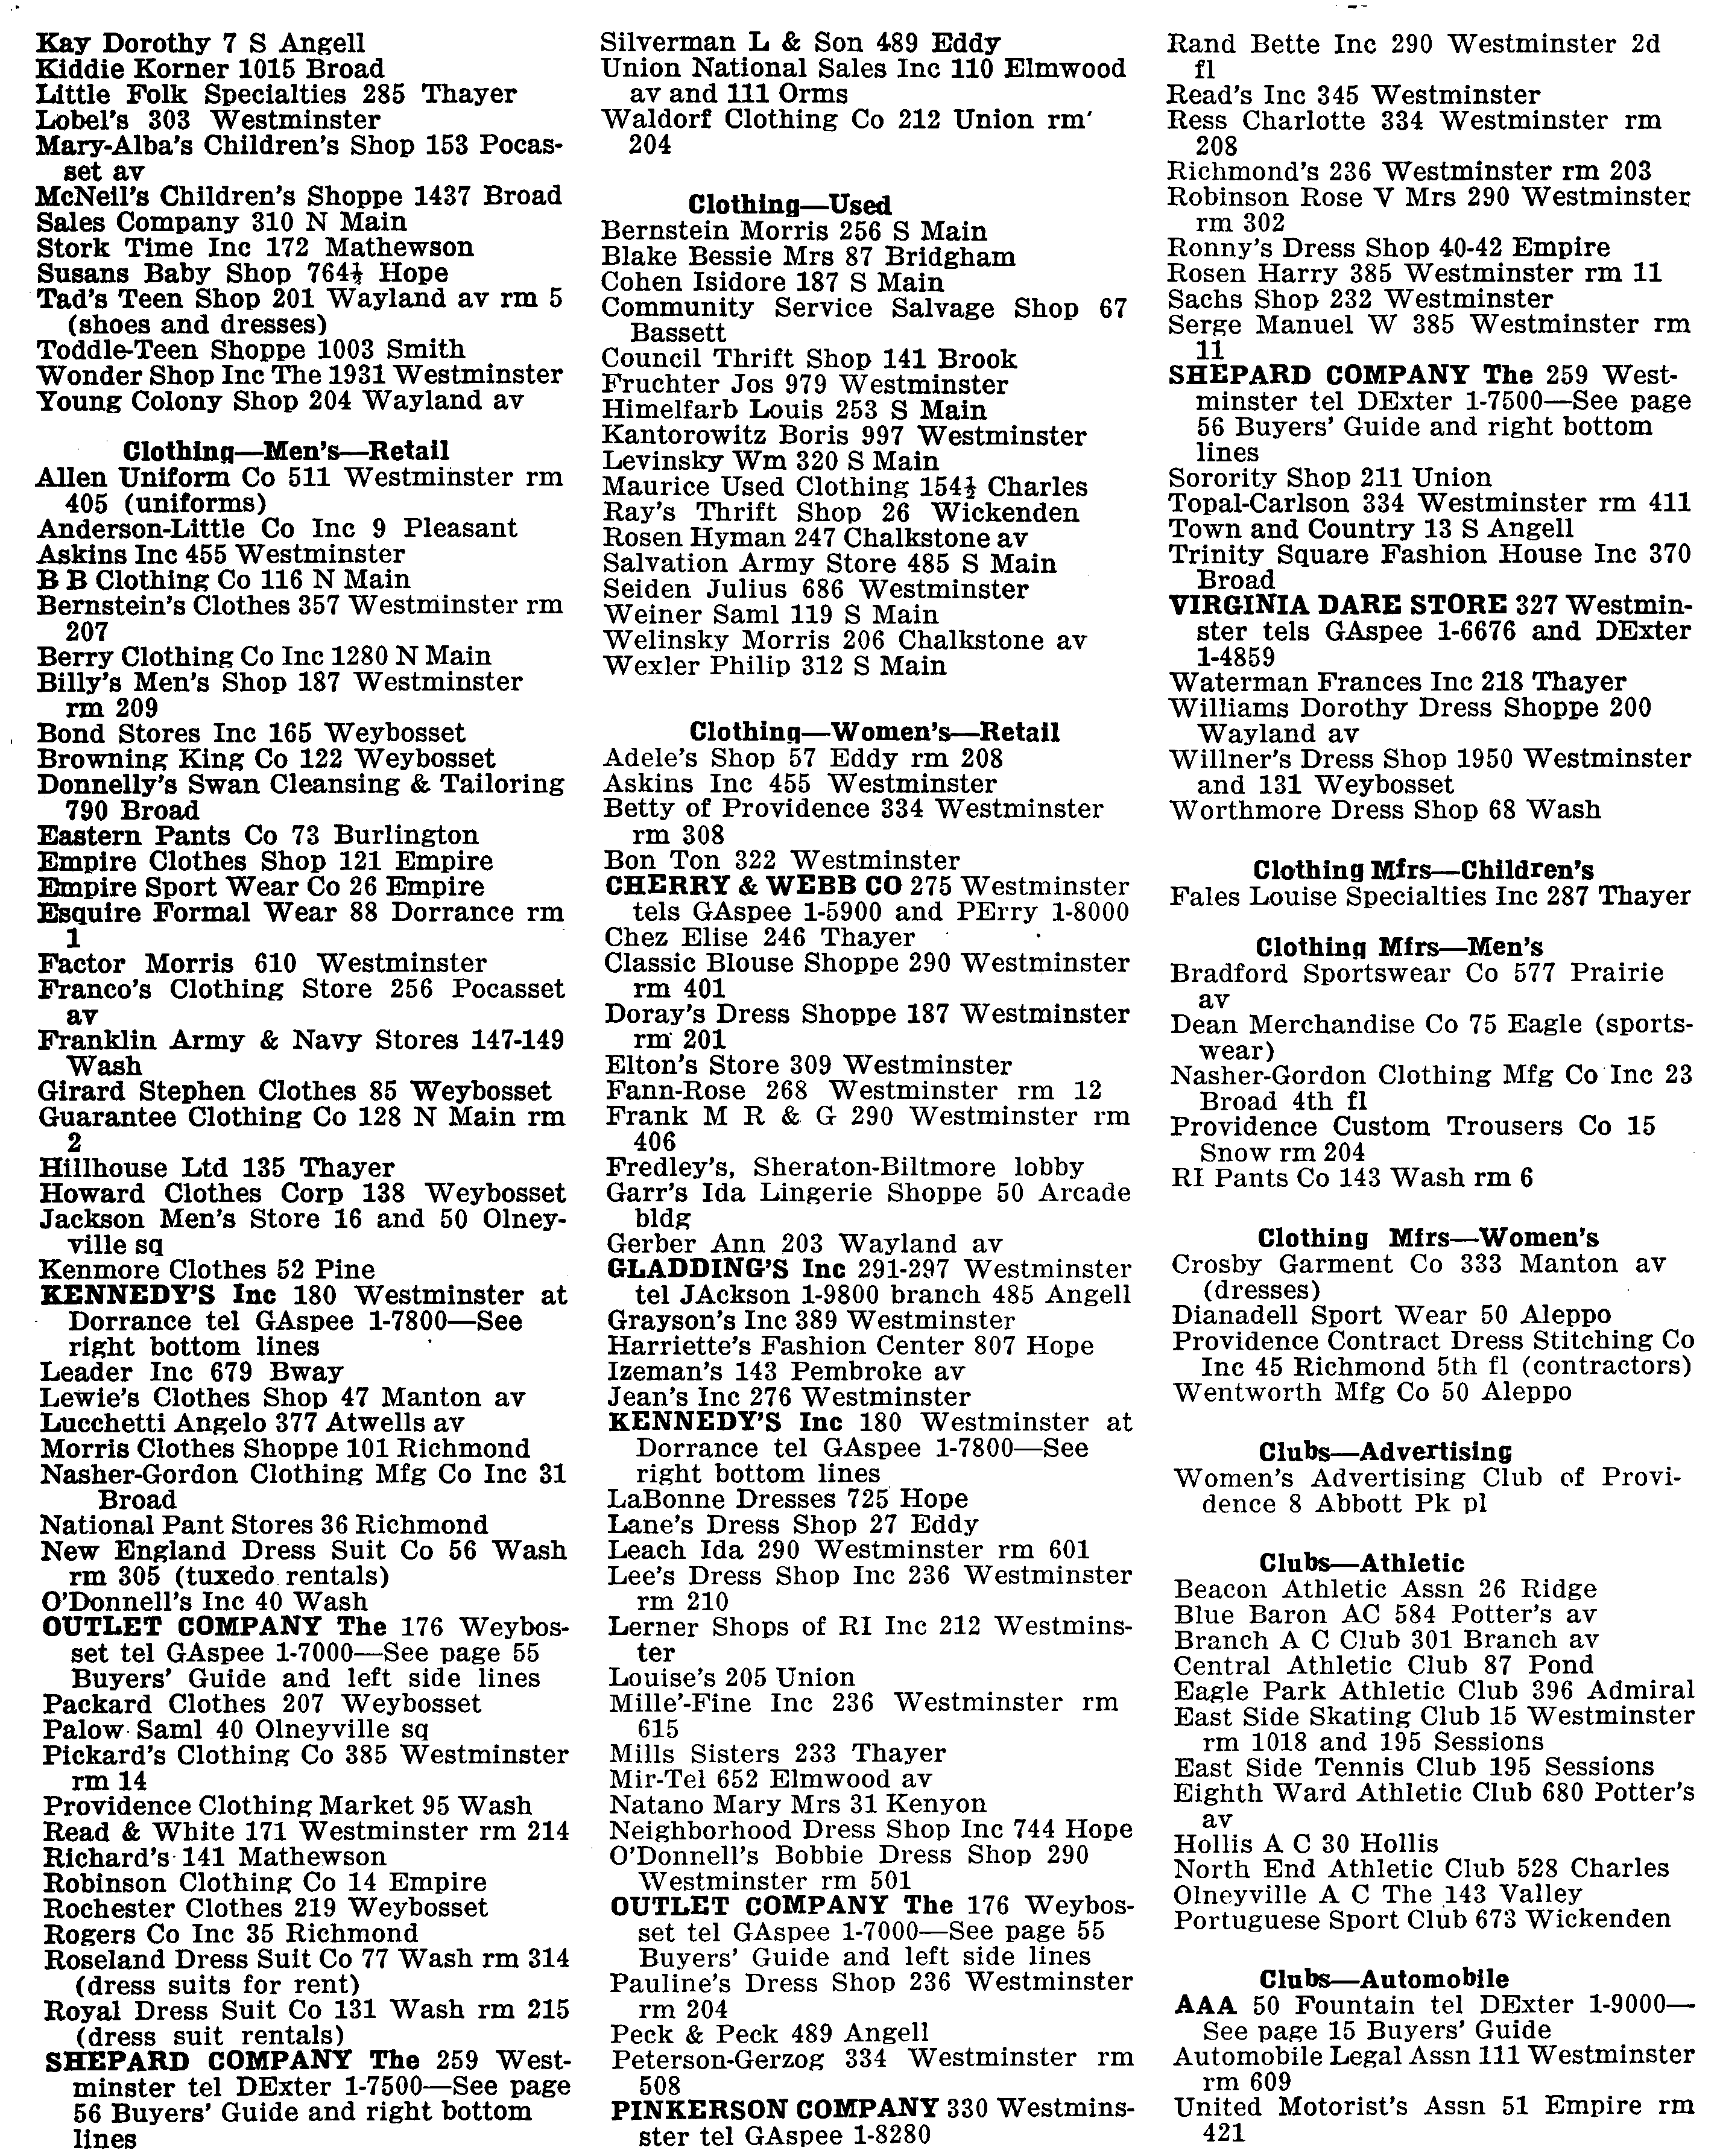 Kay Dorothy 7 S Angell
Kiddie Korner 1015 Broad
Little Folk Specialties 285 Thayer
Lobel's 303 Westminster
Mary-Alba's Children's Shop 153 Pocas-
set av
McNeil's Children's Shoppe 1437 Broad
Sales Company 310 N Main
Stork Time Inc 172 Mathewson
Susans Baby Shop 764½ Hope
Tad's Teen Shop 201 Wayland av rm 5
(shoes and dresses)
Toddle-Teen Shoppe 1003 Smith
Wonder Shop Inc The 1931 Westminster
Young Colony Shop 204 Wayland av
Clothing—Men's—Retail
Allen Uniform Co 511 Westminster rm
405 (uniforms)
Anderson-Little Co Inc 9 Pleasant
Askins Inc 455 Westminster
B B Clothing Co 116 N Main
Bernstein's Clothes 357 Westminster rm
207
Berry Clothing Co Inc 1280 N Main
Billy's Men's Shop 187 Westminster
rm 209
Bond Stores Inc 165 Weybosset
Browning King Co 122 Weybosset
Donnelly's Swan Cleansing & Tailoring
790 Broad
Eastern Pants Co 73 Burlington
Empire Clothes Shop 121 Empire
Empire Sport Wear Co 26 Empire
Esquire Formal Wear 88 Dorrance rm
1
Factor Morris 610 Westminster
Franco's Clothing Store 256 Pocasset
av
Franklin Army & Navy Stores 147-149
Wash
Girard Stephen Clothes 85 Weybosset
Guarantee Clothing Co 128 N Main rm
2
Hillhouse Ltd 135 Thayer
Howard Clothes Corp 138 Weybosset
Jackson Men's Store 16 and 50 Olney-
ville sq
Kenmore Clothes 52 Pine
KENNEDY'S Inc 180 Westminster at
Dorrance tel GAspee 1-7800—See
right bottom lines
Leader Inc 679 Bway
Lewie's Clothes Shop 47 Manton av
Lucchetti Angelo 377 Atwells av
Morris Clothes Shoppe 101 Richmond
Nasher-Gordon Clothing Mfg Co Inc 31
Broad
National Pant Stores 36 Richmond
New England Dress Suit Co 56 Wash
rm 305 (tuxedo rentals)
O'Donnell's Inc 40 Wash
OUTLET COMPANY The 176 Weybos-
set tel GAspee 1-7000—See page 55
Buyers' Guide and left side lines
Packard Clothes 207 Weybosset
Palow Saml 40 Olneyville sq
Pickard's Clothing Co 385 Westminster
rm 14
Providence Clothing Market 95 Wash
Read & White 171 Westminster rm 214
Richard's 141 Mathewson
Robinson Clothing Co 14 Empire
Rochester Clothes 219 Weybosset
Rogers Co Inc 35 Richmond
Roseland Dress Suit Co 77 Wash rm 314
(dress suits for rent)
Royal Dress Suit Co 131 Wash rm 215
(dress suit rentals)
SHEPARD COMPANY The 259 West-
minster tel DExter 1-7500—See page
56 Buyers' Guide and right bottom
lines
Silverman L & Son 489 Eddy
Union National Sales Inc 110 Elmwood
av and 111 Orms
Waldorf Clothing Co 212 Union rm
204
Clothing—Used
Bernstein Morris 256 S Main
Blake Bessie Mrs 87 Bridgham
Cohen Isidore 187 S Main
Community Service Salvage Shop 67
Bassett
Council Thrift Shop 141 Brook
Fruchter Jos 979 Westminster
Himelfarb Louis 253 S Main
Kantorowitz Boris 997 Westminster
Levinsky Wm 320 S Main
Maurice Used Clothing 154½ Charles
Ray's Thrift Shop 26 Wickenden
Rosen Hyman 247 Chalkstone av
Salvation Army Store 485 S Main
Seiden Julius 686 Westminster
Weiner Saml 119 S Main
Welinsky Morris 206 Chalkstone av
Wexler Philip 312 S Main
Clothing—Women's—Retail
Adele's Shop 57 Eddy rm 208
Askins Inc 455 Westminster
Betty of Providence 334 Westminster
rm 308
Bon Ton 322 Westminster
CHERRY & WEBB CO 275 Westminster
tels GAspee 1-5900 and PErry 1-8000
Chez Elise 246 Thayer
Classic Blouse Shoppe 290 Westminster
rm 401
Doray's Dress Shoppe 187 Westminster
rm 201
Elton's Store 309 Westminster
Fann-Rose 268 Westminster rm 12
Frank M R & G 290 Westminster rm
406
Fredley's, Sheraton-Biltmore lobby
Garr's Ida Lingerie Shoppe 50 Arcade
bldg
Gerber Ann 203 Wayland av
GLADDING'S Inc 291-297 Westminster
tel JAckson 1-9800 branch 485 Angell
Grayson's Inc 389 Westminster
Harriette's Fashion Center 807 Hope
Izeman's 143 Pembroke av
Jean's Inc 276 Westminster
KENNEDY'S Inc 180 Westminster at
Dorrance tel GAspee 1-7800—See
right bottom lines
LaBonne Dresses 725 Hope
Lane's Dress Shop 27 Eddy
Leach Ida 290 Westminster rm 601
Lee's Dress Shop Inc 236 Westminster
rm 210
Lerner Shops of RI Inc 212 Westmins-
ter
Louise's 205 Union
Mille'-Fine Inc 236 Westminster rm
615
Mills Sisters 233 Thayer
Mir-Tel 652 Elmwood av
Natano Mary Mrs 31 Kenyon
Neighborhood Dress Shop Inc 744 Hope
O'Donnell's Bobbie Dress Shop 290
Westminster rm 501
OUTLET COMPANY The 176 Weybos-
set tel GAspee 1-7000—See page 55
Buyers' Guide and left side lines
Pauline's Dress Shop 236 Westminster
rm 204
Peck & Peck 489 Angell
Peterson-Gerzog 334 Westminster rm
508
PINKERSON COMPANY 330 Westmins-
ster tel GAspee 1-8280
Rand Bette Inc 290 Westminster 2d
fl
Read's Inc 345 Westminster
Ress Charlotte 334 Westminster rm
208
Richmond's 236 Westminster rm 203
Robinson Rose V Mrs 290 Westminster
rm 302
Ronny's Dress Shop 40-42 Empire
Rosen Harry 385 Westminster rm 11
Sachs Shop 232 Westminster
Serge Manuel W 385 Westminster rm
11
SHEPARD COMPANY The 259 West-
minster tel DExter 1-7500—See page
56 Buyers' Guide and right bottom
lines
Sorority Shop 211 Union
Topal-Carlson 334 Westminster rm 411
Town and Country 13 S Angell
Trinity Square Fashion House Inc 370
Broad
VIRGINIA DARE STORE 327 Westmin-
ster tels GAspee 1-6676 and DExter
1-4859
Waterman Frances Inc 218 Thayer
Williams Dorothy Dress Shoppe 200
Wayland av
Willner's Dress Shop 1950 Westminster
and 131 Weybosset
Worthmore Dress Shop 68 Wash
Clothing Mfrs—Children's
Fales Louise Specialties Inc 287 Thayer
Clothing Mfrs—Men's
Bradford Sportswear Co 577 Prairie
av
Dean Merchandise Co 75 Eagle (sports-
wear)
Nasher-Gordon Clothing Mfg Co Inc 23
Broad 4th fl
Providence Custom Trousers Co 15
Snow rm 204
RI Pants Co 143 Wash rm 6
Clothing Mfrs—Women's
Crosby Garment Co 333 Manton av
(dresses)
Dianadell Sport Wear 50 Aleppo
Providence Contract Dress Stitching Co
Inc 45 Richmond 5th fl (contractors)
Wentworth Mfg Co 50 Aleppo
Clubs—Advertising
Women's Advertising Club of Provi-
dence 8 Abbott Pk pl
Clubs—Athletic
Beacon Athletic Assn 26 Ridge
Blue Baron AC 584 Potter's av
Branch A C Club 301 Branch av
Central Athletic Club 87 Pond
Eagle Park Athletic Club 396 Admiral
East Side Skating Club 15 Westminster
rm 1018 and 195 Sessions
East Side Tennis Club 195 Sessions
Eighth Ward Athletic Club 680 Potter's
av
Hollis A C 30 Hollis
North End Athletic Club 528 Charles
Olneyville A C The 143 Valley
Portuguese Sport Club 673 Wickenden
Clubs—Automobile
AAA 50 Fountain tel DExter 1-9000—
See page 15 Buyers' Guide
Automobile Legal Assn 111 Westminster
rm 609
United Motorist's Assn 51 Empire rm
421